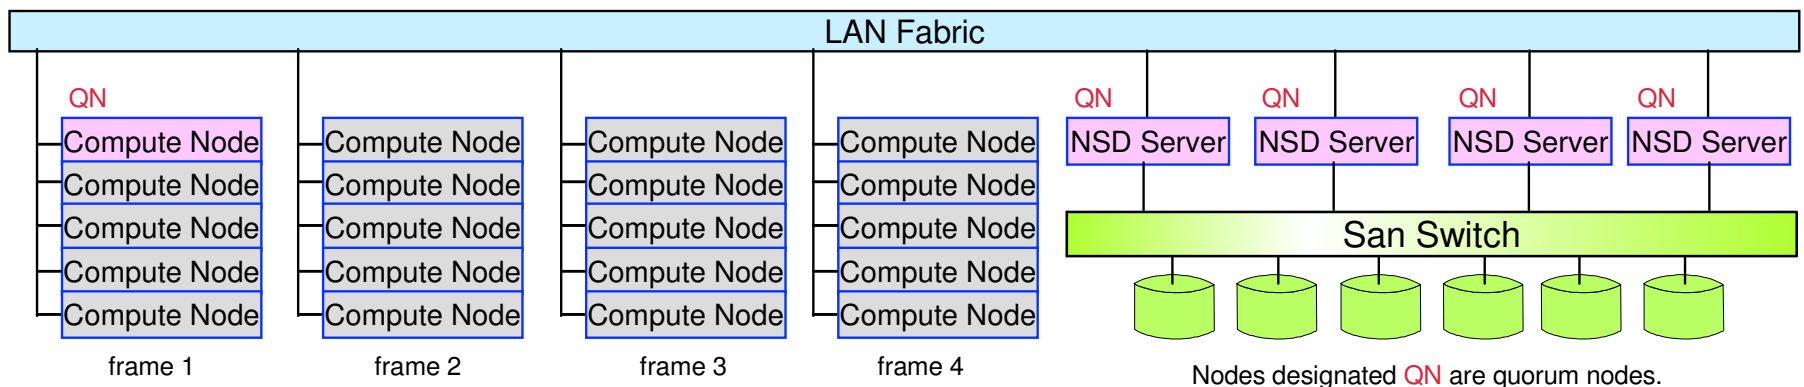 LAN Fabric
QN QN QN QN QN
Compute Node Compute Node Compute Node Compute Node NSD Server NSD Server NSD Server NSD Server
Compute Node Compute Node Compute Node Compute Node
Compute Node Compute Node Compute Node Compute Node San Switch
Compute Node Compute Node Compute Node Compute Node
Compute Node Compute Node Compute Node Compute Node
frame 1 frame 2 frame 3 frame 4
Nodes designated QN are quorum nodes.